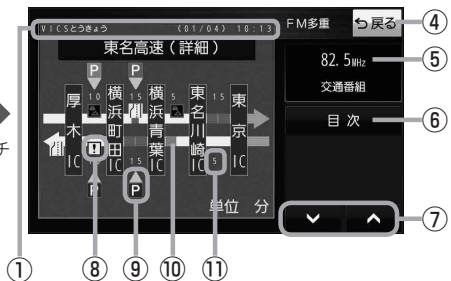 VICSとうきょう (01/04) 10:13
FM多重
戻る
④
東名高速(詳細)
82.5MHz
⑤
交通番組
P P
10 15 5 15
厚木IC
横浜町田IC
横浜青葉IC
東名川崎IC
東京IC
目次
⑥
チ
!
15 5
P P
単位 分
⑦
① ⑧ ⑨ ⑩ ⑪